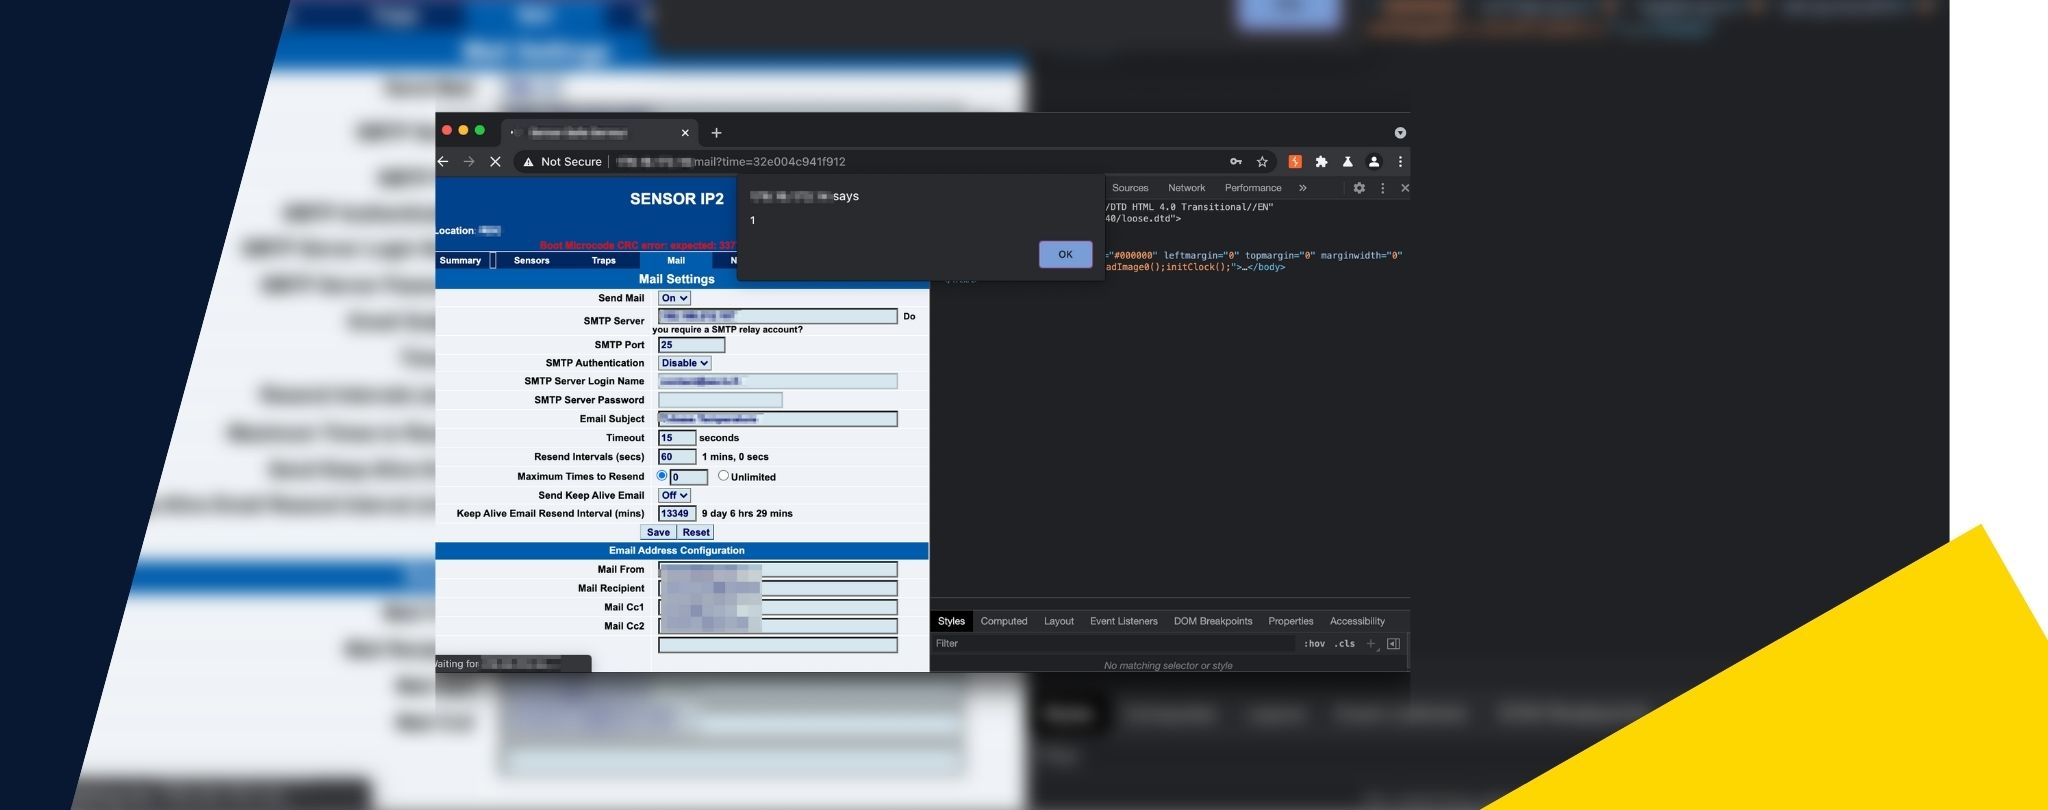 Not Secure
mail?time=32e004c941f912
SENSOR IP2
says
1
OK
Location:
Boot Microcode CRC error: expected: 337
Summary
Sensors
Traps
Mail
N
Mail Settings
Send Mail On
SMTP Server Do
you require a SMTP relay account?
SMTP Port 25
SMTP Authentication Disable
SMTP Server Login Name
SMTP Server Password
Email Subject
Timeout 15 seconds
Resend Intervals (secs) 60 1 mins, 0 secs
Maximum Times to Resend 0 Unlimited
Send Keep Alive Email Off
Keep Alive Email Resend Interval (mins) 13349 9 day 6 hrs 29 mins
Save Reset
Email Address Configuration
Mail From
Mail Recipient
Mail Cc1
Mail Cc2
Waiting for
Sources Network Performance »
/DTD HTML 4.0 Transitional//EN"
40/loose.dtd">
="#000000" leftmargin="0" topmargin="0" marginwidth="0"
adImage0();initClock();">…</body>
Styles Computed Layout Event Listeners DOM Breakpoints Properties Accessibility
Filter :hov .cls
No matching selector or style